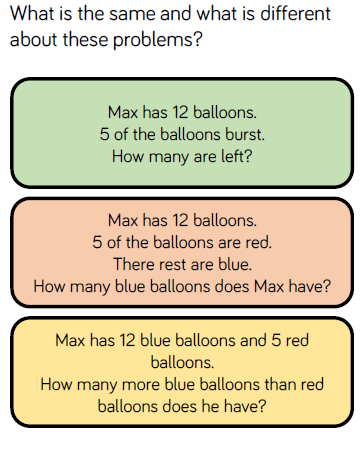 What is the same and what is different
about these problems?
Max has 12 balloons.
5 of the balloons burst.
How many are left?
Max has 12 balloons.
5 of the balloons are red.
There rest are blue.
How many blue balloons does Max have?
Max has 12 blue balloons and 5 red
balloons.
How many more blue balloons than red
balloons does he have?